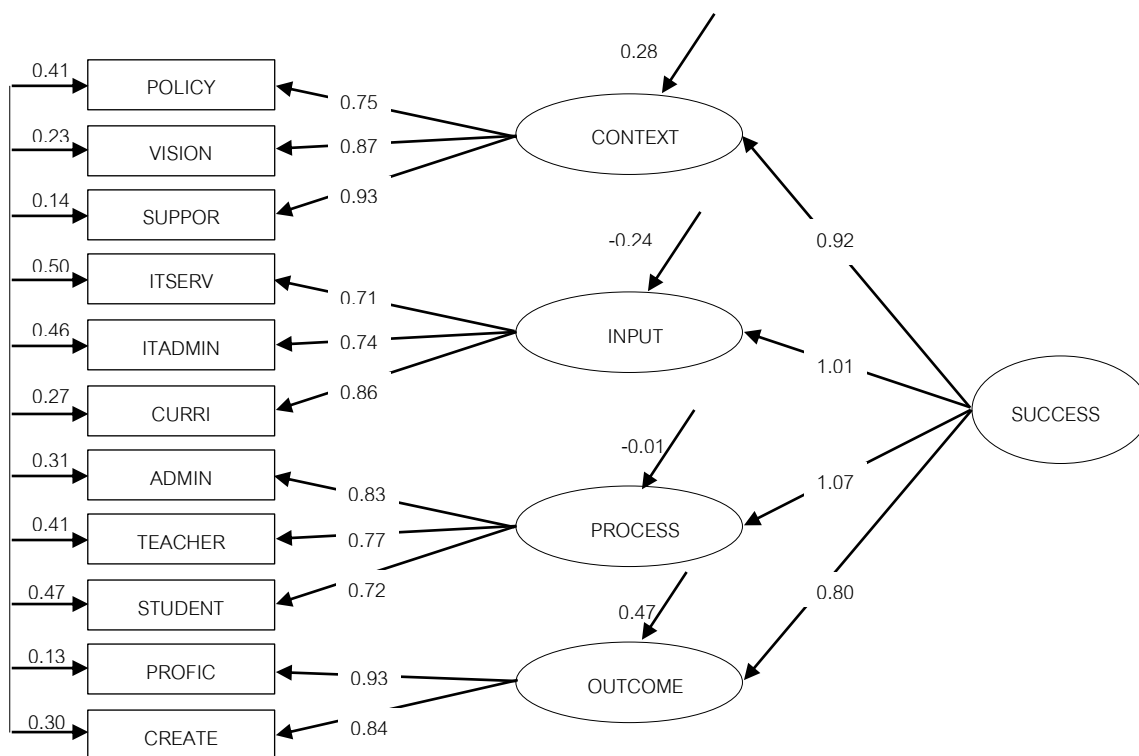 0.28
0.41
POLICY
0.75
CONTEXT
0.23
VISION
0.87
0.14
SUPPOR
0.93
-0.24
0.92
0.50
ITSERV
0.71
INPUT
0.46
ITADMIN
0.74
1.01
0.27
CURRI
0.86
SUCCESS
-0.01
0.31
ADMIN
0.83
1.07
PROCESS
0.41
TEACHER
0.77
0.47
STUDENT
0.72
0.47
0.80
0.13
PROFIC
0.93
OUTCOME
0.30
CREATE
0.84